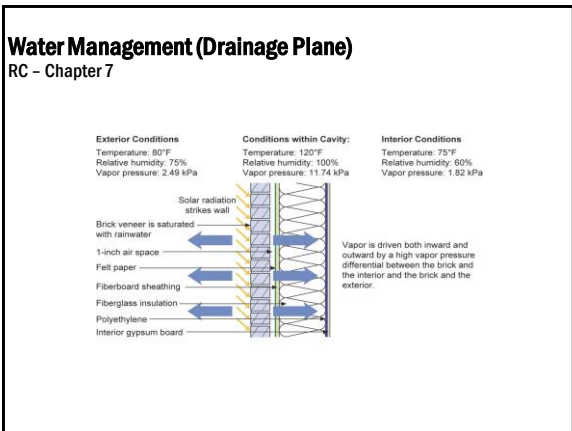 Water Management (Drainage Plane)
RC – Chapter 7
Exterior Conditions
Temperature: 80°F
Relative humidity: 75%
Vapor pressure: 2.49 kPa
Conditions within Cavity:
Temperature: 120°F
Relative humidity: 100%
Vapor pressure: 11.74 kPa
Interior Conditions
Temperature: 75°F
Relative humidity: 60%
Vapor pressure: 1.82 kPa
Solar radiation
strikes wall
Brick veneer is saturated
with rainwater
1-inch air space
Felt paper
Fiberboard sheathing
Fiberglass insulation
Polyethylene
Interior gypsum board
Vapor is driven both inward and
outward by a high vapor pressure
differential between the brick and
the interior and the brick and the
exterior.